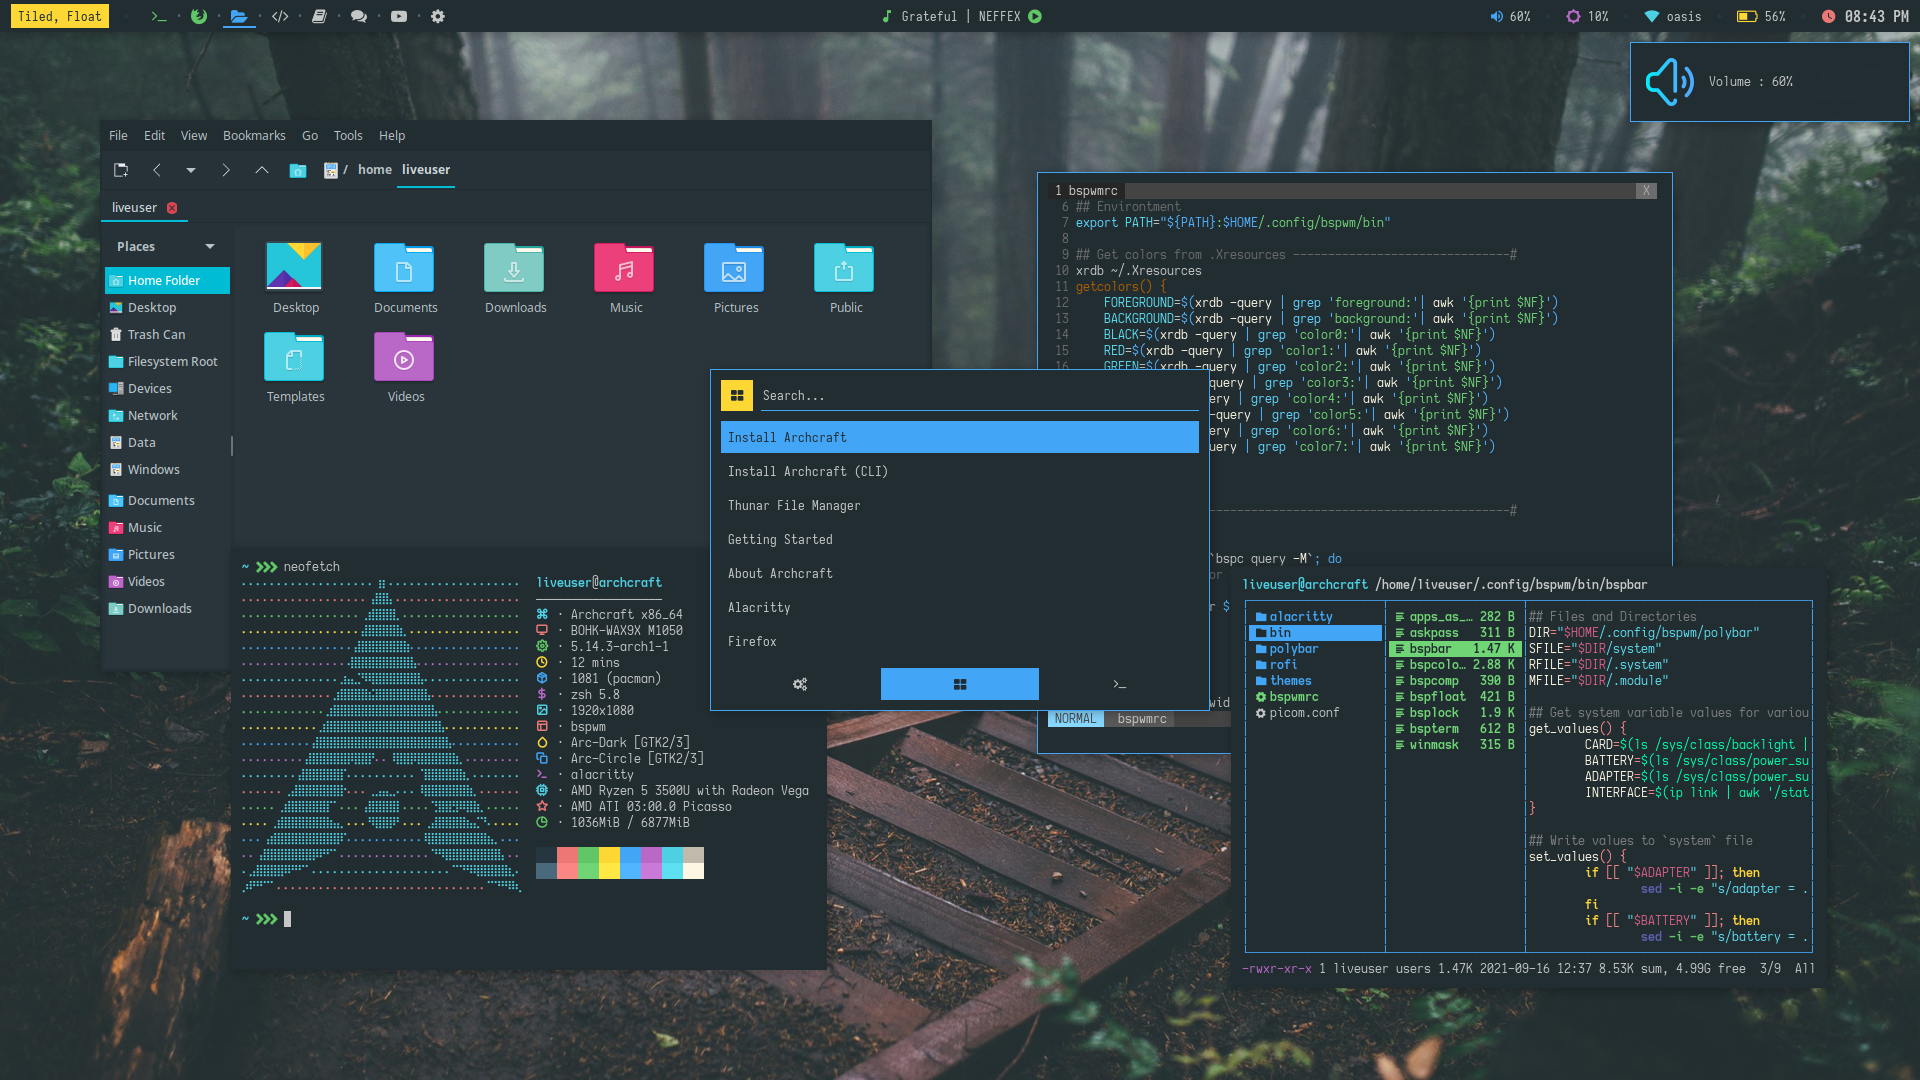 Tiled, Float
Grateful | NEFFEX
60%
10%
oasis
56%
08:43 PM
Volume : 60%
File Edit View Bookmarks Go Tools Help
/ home liveuser
liveuser
Places
Home Folder
Desktop
Trash Can
Filesystem Root
Devices
Network
Data
Windows
Documents
Music
Pictures
Videos
Downloads
Desktop
Documents
Downloads
Music
Pictures
Public
Templates
Videos
1 bspwmrc X
6 ## Environtment
7 export PATH="${PATH}:$HOME/.config/bspwm/bin"
8
9 ## Get colors from .Xresources -------------------------------#
10 xrdb ~/.Xresources
11 getcolors() {
12 FOREGROUND=$(xrdb -query | grep 'foreground:'| awk '{print $NF}')
13 BACKGROUND=$(xrdb -query | grep 'background:'| awk '{print $NF}')
14 BLACK=$(xrdb -query | grep 'color0:'| awk '{print $NF}')
15 RED=$(xrdb -query | grep 'color1:'| awk '{print $NF}')
16 GREEN=$(xrdb -query | grep 'color2:'| awk '{print $NF}')
-query | grep 'color3:'| awk '{print $NF}')
ery | grep 'color4:'| awk '{print $NF}')
-query | grep 'color5:'| awk '{print $NF}')
ery | grep 'color6:'| awk '{print $NF}')
query | grep 'color7:'| awk '{print $NF}')
-------------------------------------------#
`bspc query -M`; do
or
r $
wid
NORMAL bspwmrc
Search...
Install Archcraft
Install Archcraft (CLI)
Thunar File Manager
Getting Started
About Archcraft
Alacritty
Firefox
~ neofetch
liveuser@archcraft
· Archcraft x86_64
· BOHK-WAX9X M1050
· 5.14.3-arch1-1
· 12 mins
· 1081 (pacman)
· zsh 5.8
· 1920x1080
· bspwm
· Arc-Dark [GTK2/3]
· Arc-Circle [GTK2/3]
· alacritty
· AMD Ryzen 5 3500U with Radeon Vega
· AMD ATI 03:00.0 Picasso
· 1036MiB / 6877MiB
~
liveuser@archcraft /home/liveuser/.config/bspwm/bin/bspbar
alacritty
bin
polybar
rofi
themes
bspwmrc
picom.conf
apps_as_… 282 B
askpass 311 B
bspbar 1.47 K
bspcolo… 2.88 K
bspcomp 390 B
bspfloat 421 B
bsplock 1.9 K
bspterm 612 B
winmask 315 B
## Files and Directories
DIR="$HOME/.config/bspwm/polybar"
SFILE="$DIR/system"
RFILE="$DIR/.system"
MFILE="$DIR/.module"
## Get system variable values for variou
get_values() {
CARD=$(ls /sys/class/backlight |
BATTERY=$(ls /sys/class/power_su
ADAPTER=$(ls /sys/class/power_su
INTERFACE=$(ip link | awk '/stat
}
## Write values to `system` file
set_values() {
if [[ "$ADAPTER" ]]; then
sed -i -e "s/adapter = .
fi
if [[ "$BATTERY" ]]; then
sed -i -e "s/battery = .
-rwxr-xr-x 1 liveuser users 1.47K 2021-09-16 12:37 8.53K sum, 4.99G free 3/9 All